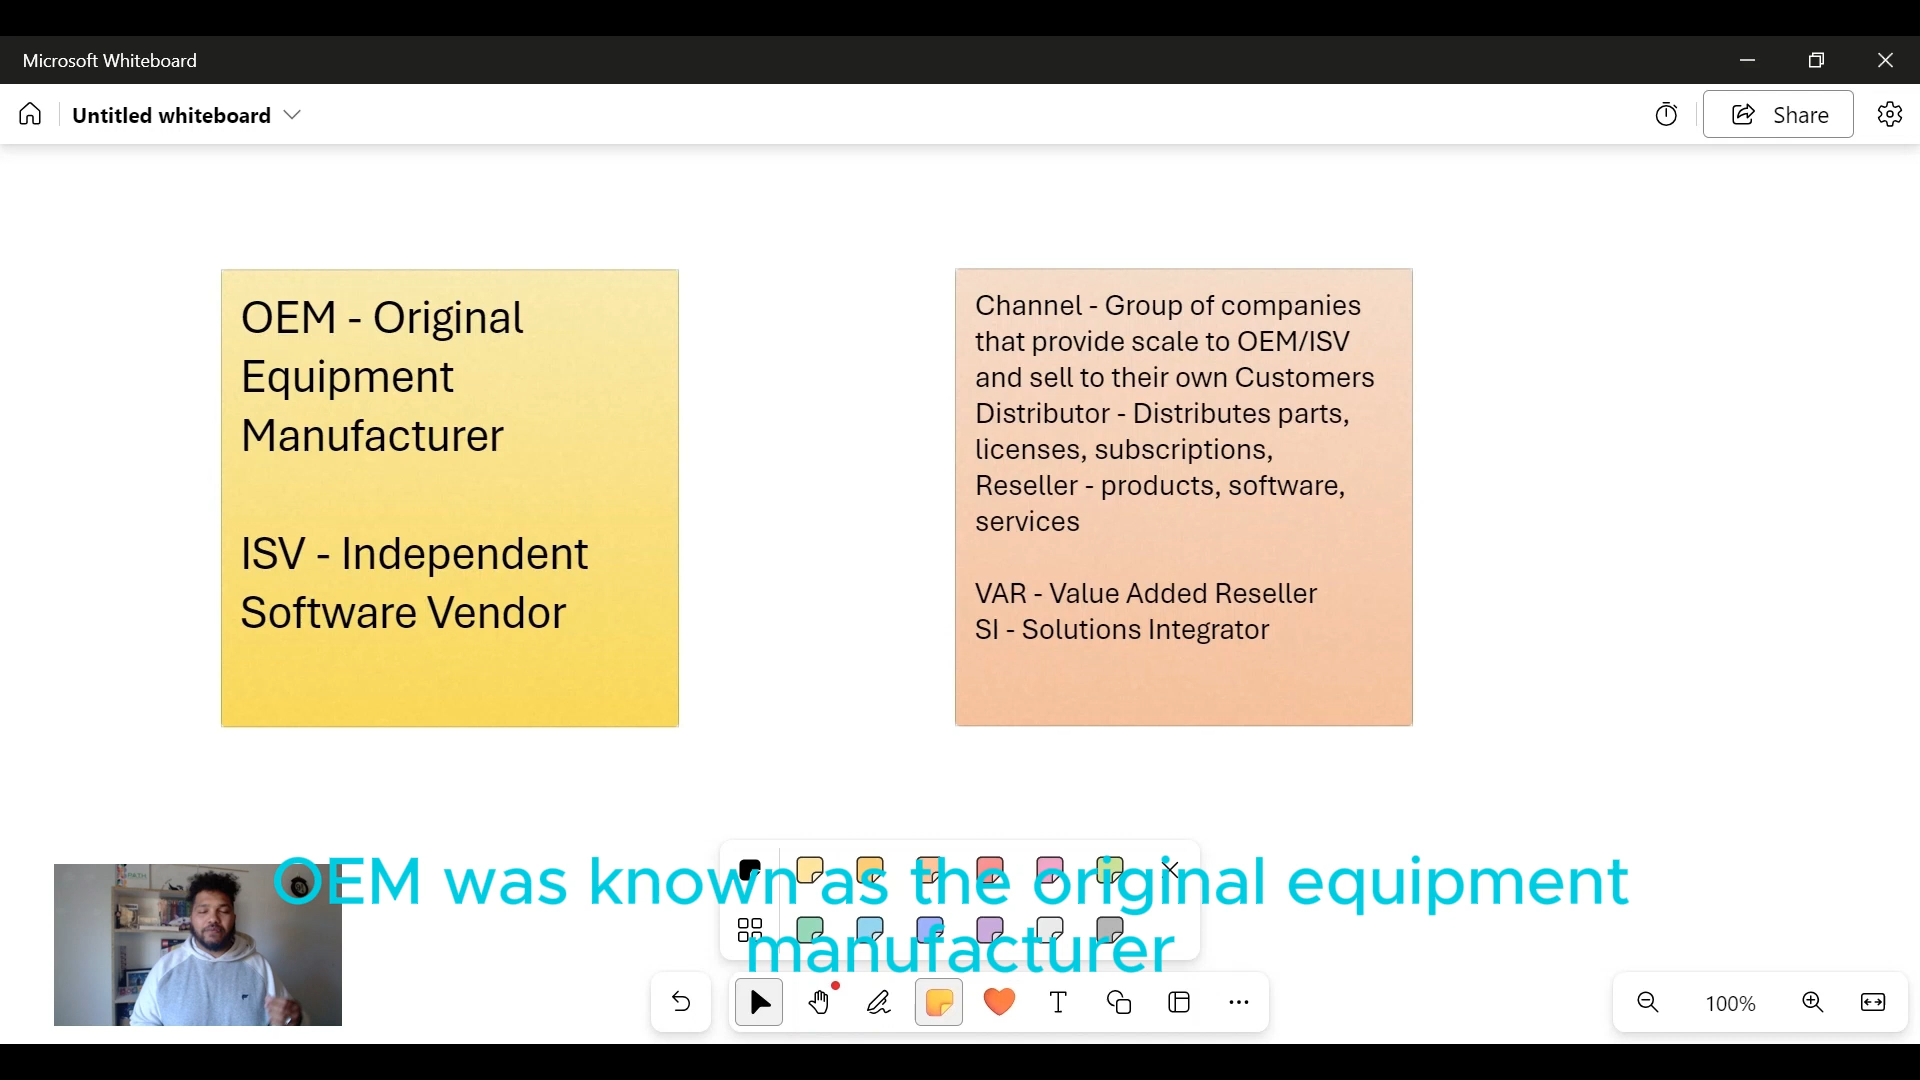 Microsoft Whiteboard
Untitled whiteboard
Share
OEM - Original
Equipment
Manufacturer
ISV - Independent
Software Vendor
Channel - Group of companies
that provide scale to OEM/ISV
and sell to their own Customers
Distributor - Distributes parts,
licenses, subscriptions,
Reseller - products, software,
services
VAR - Value Added Reseller
SI - Solutions Integrator
OEM was known as the original equipment
manufacturer
100%